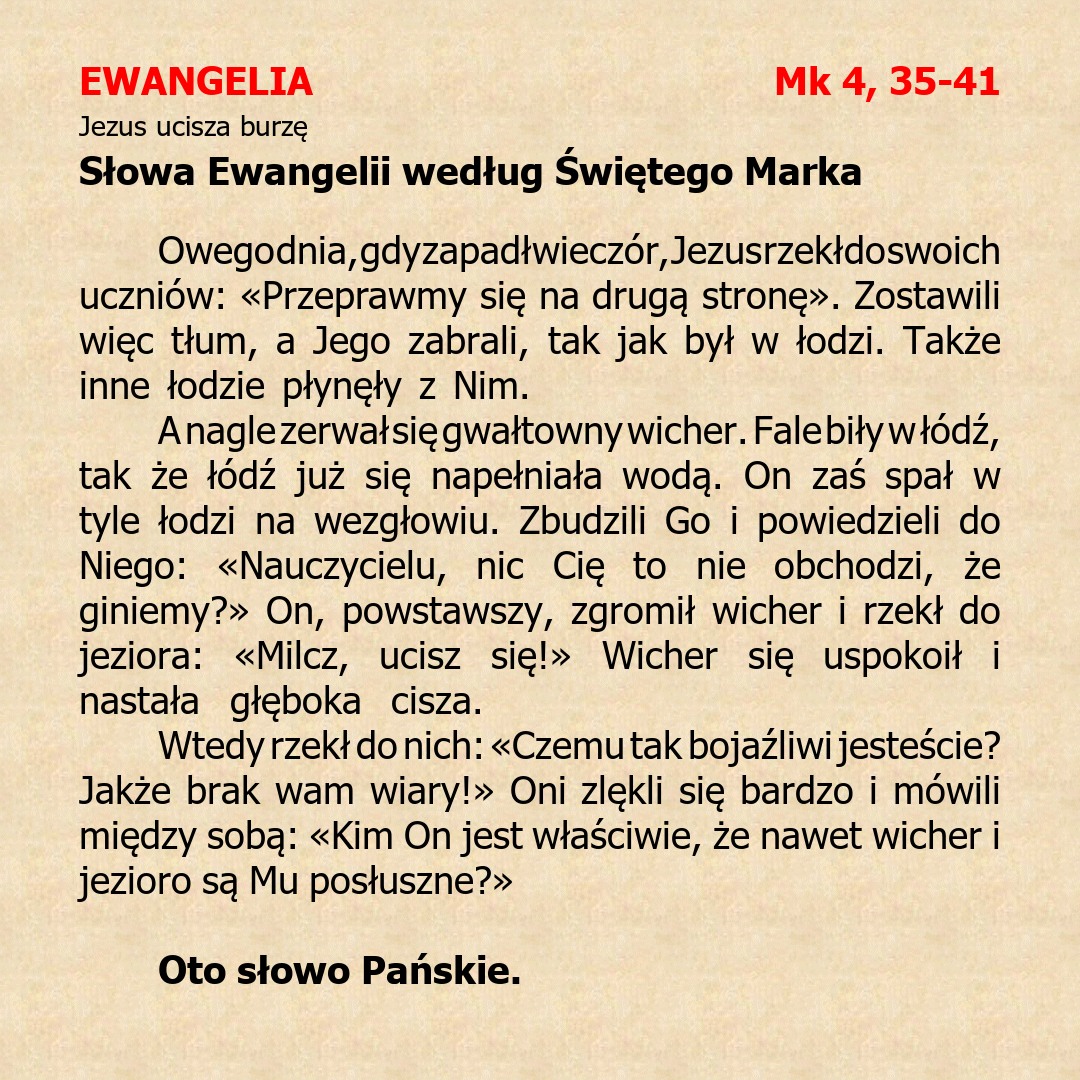 EWANGELIA Mk 4, 35-41
Jezus ucisza burzę
Słowa Ewangelii według Świętego Marka
Owego dnia, gdy zapadł wieczór, Jezus rzekł do swoich
uczniów: «Przeprawmy się na drugą stronę». Zostawili
więc tłum, a Jego zabrali, tak jak był w łodzi. Także
inne łodzie płynęły z Nim.
A nagle zerwał się gwałtowny wicher. Fale biły w łódź,
tak że łódź już się napełniała wodą. On zaś spał w
tyle łodzi na wezgłowiu. Zbudzili Go i powiedzieli do
Niego: «Nauczycielu, nic Cię to nie obchodzi, że
giniemy?» On, powstawszy, zgromił wicher i rzekł do
jeziora: «Milcz, ucisz się!» Wicher się uspokoił i
nastała głęboka cisza.
Wtedy rzekł do nich: «Czemu tak bojaźliwi jesteście?
Jakże brak wam wiary!» Oni zlękli się bardzo i mówili
między sobą: «Kim On jest właściwie, że nawet wicher i
jezioro są Mu posłuszne?»
Oto słowo Pańskie.